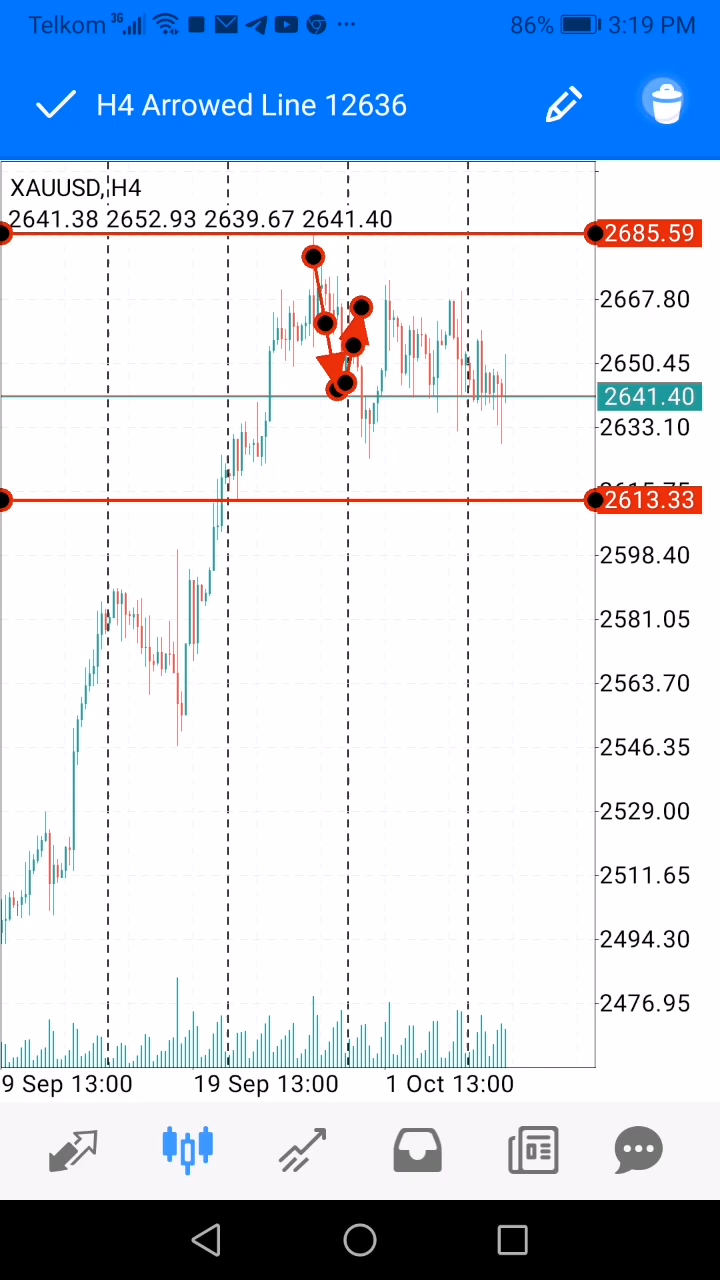 Telkom 3G 86% 3:19 PM
H4 Arrowed Line 12636
XAUUSD,H4
2641.38 2652.93 2639.67 2641.40
2685.59
2667.80
2650.45
2641.40
2633.10
2613.33
2598.40
2581.05
2563.70
2546.35
2529.00
2511.65
2494.30
2476.95
9 Sep 13:00 19 Sep 13:00 1 Oct 13:00